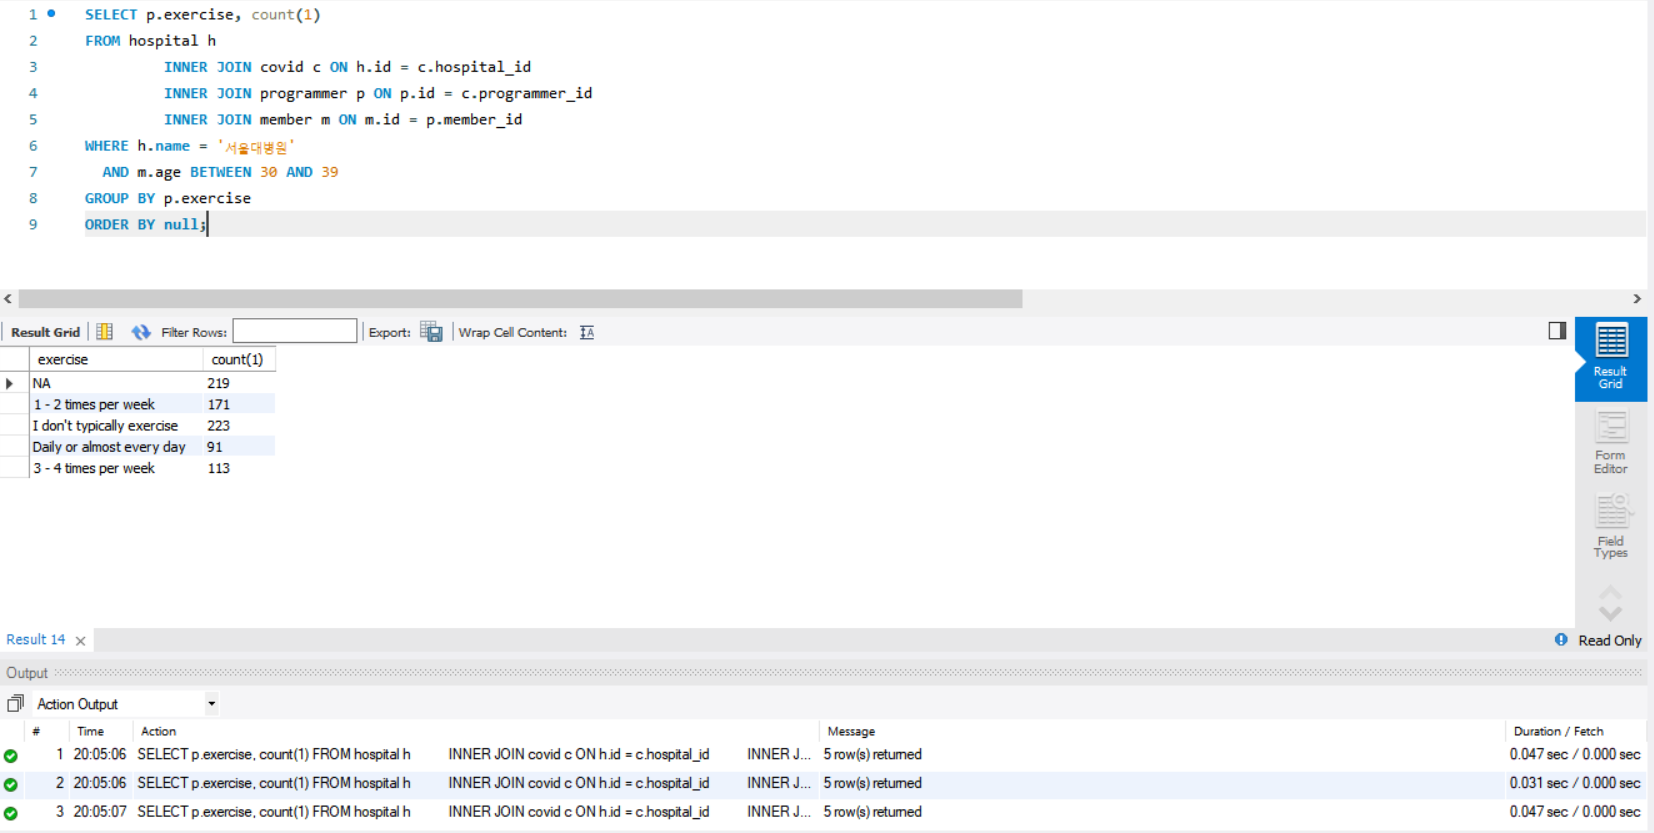 1 SELECT p.exercise, count(1)
2 FROM hospital h
3 INNER JOIN covid c ON h.id = c.hospital_id
4 INNER JOIN programmer p ON p.id = c.programmer_id
5 INNER JOIN member m ON m.id = p.member_id
6 WHERE h.name = '서울대병원'
7 AND m.age BETWEEN 30 AND 39
8 GROUP BY p.exercise
9 ORDER BY null;
Result Grid Filter Rows: Export: Wrap Cell Content:
exercise count(1)
NA 219
1 - 2 times per week 171
I don't typically exercise 223
Daily or almost every day 91
3 - 4 times per week 113
Result
Grid
Form
Editor
Field
Types
Result 14 Read Only
Output
Action Output
# Time Action Message Duration / Fetch
1 20:05:06 SELECT p.exercise, count(1) FROM hospital h INNER JOIN covid c ON h.id = c.hospital_id INNER J... 5 row(s) returned 0.047 sec / 0.000 sec
2 20:05:06 SELECT p.exercise, count(1) FROM hospital h INNER JOIN covid c ON h.id = c.hospital_id INNER J... 5 row(s) returned 0.031 sec / 0.000 sec
3 20:05:07 SELECT p.exercise, count(1) FROM hospital h INNER JOIN covid c ON h.id = c.hospital_id INNER J... 5 row(s) returned 0.047 sec / 0.000 sec